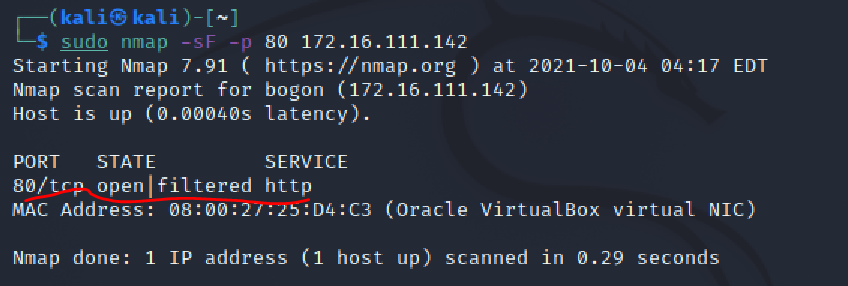 (kali㉿kali)-[~]
$ sudo nmap -sF -p 80 172.16.111.142
Starting Nmap 7.91 ( https://nmap.org ) at 2021-10-04 04:17 EDT
Nmap scan report for bogon (172.16.111.142)
Host is up (0.00040s latency).
PORT STATE SERVICE
80/tcp open|filtered http
MAC Address: 08:00:27:25:D4:C3 (Oracle VirtualBox virtual NIC)
Nmap done: 1 IP address (1 host up) scanned in 0.29 seconds